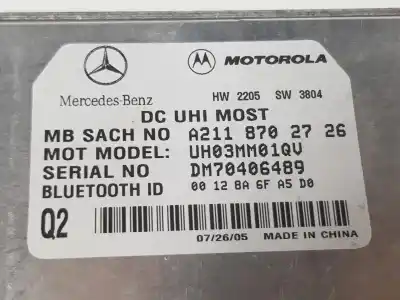 MOTOROLA
Mercedes-Benz
HW 2205 SW 3804
DC UHI MOST
MB SACH NO A211 870 27 26
MOT MODEL: UH03MM01QV
SERIAL NO DM70406489
BLUETOOTH ID 00 12 8A 6F A5 D0
Q2
07/26/05 MADE IN CHINA